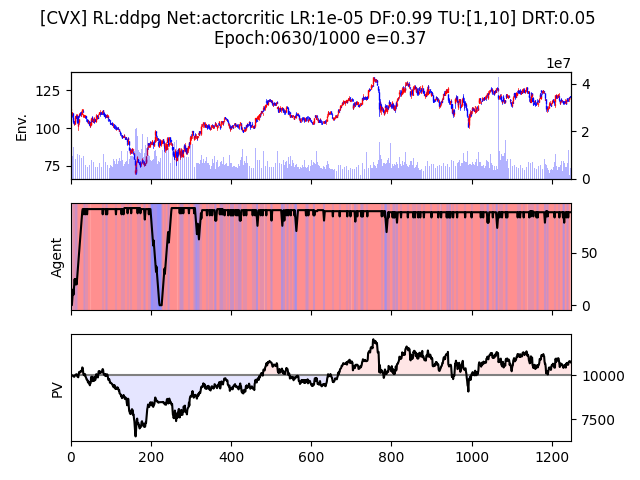 [CVX] RL:ddpg Net:actorcritic LR:1e-05 DF:0.99 TU:[1,10] DRT:0.05
Epoch:0630/1000 e=0.37
1e7
125
100
75
Env.
4
2
0
Agent
50
0
PV
10000
7500
0 200 400 600 800 1000 1200